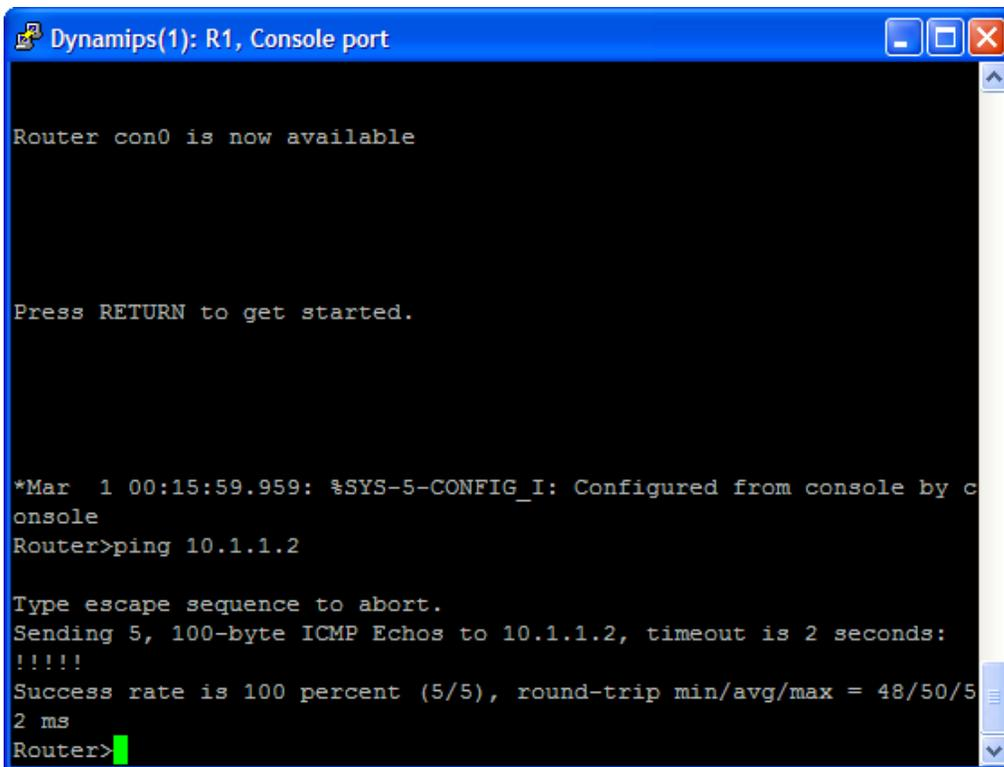 Dynamips(1): R1, Console port
Router con0 is now available
Press RETURN to get started.
*Mar  1 00:15:59.959: %SYS-5-CONFIG_I: Configured from console by c
onsole
Router>ping 10.1.1.2
Type escape sequence to abort.
Sending 5, 100-byte ICMP Echos to 10.1.1.2, timeout is 2 seconds:
!!!!!
Success rate is 100 percent (5/5), round-trip min/avg/max = 48/50/5
2 ms
Router>